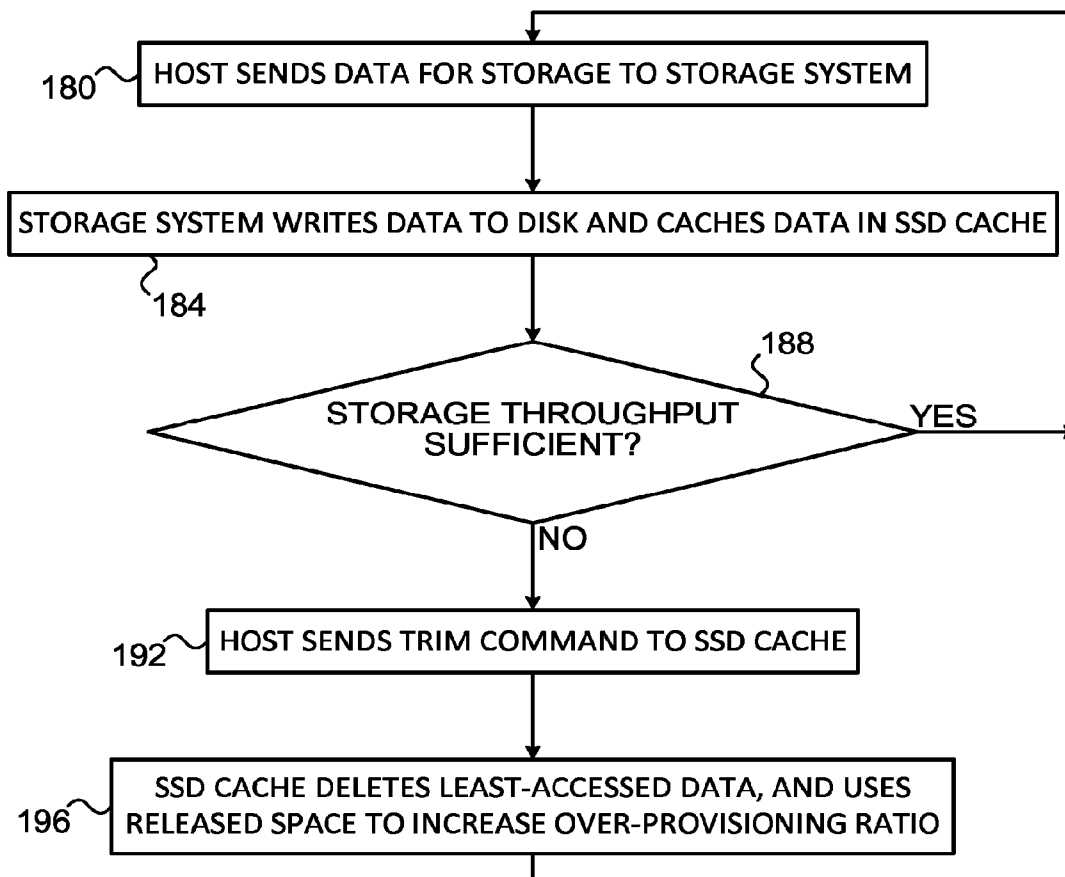 180
HOST SENDS DATA FOR STORAGE TO STORAGE SYSTEM
STORAGE SYSTEM WRITES DATA TO DISK AND CACHES DATA IN SSD CACHE
184
188
STORAGE THROUGHPUT
SUFFICIENT?
YES
NO
192
HOST SENDS TRIM COMMAND TO SSD CACHE
196
SSD CACHE DELETES LEAST-ACCESSED DATA, AND USES
RELEASED SPACE TO INCREASE OVER-PROVISIONING RATIO